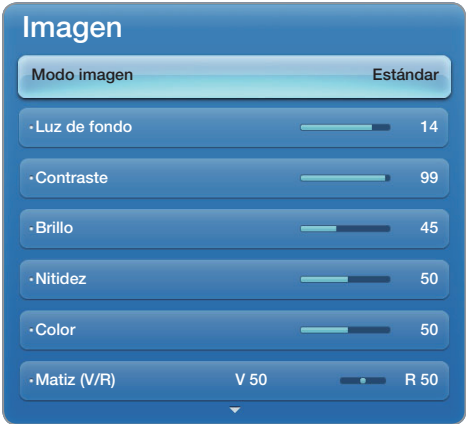 Imagen
Modo imagen Estándar
·Luz de fondo 14
·Contraste 99
·Brillo 45
·Nitidez 50
·Color 50
·Matiz (V/R) V 50 R 50